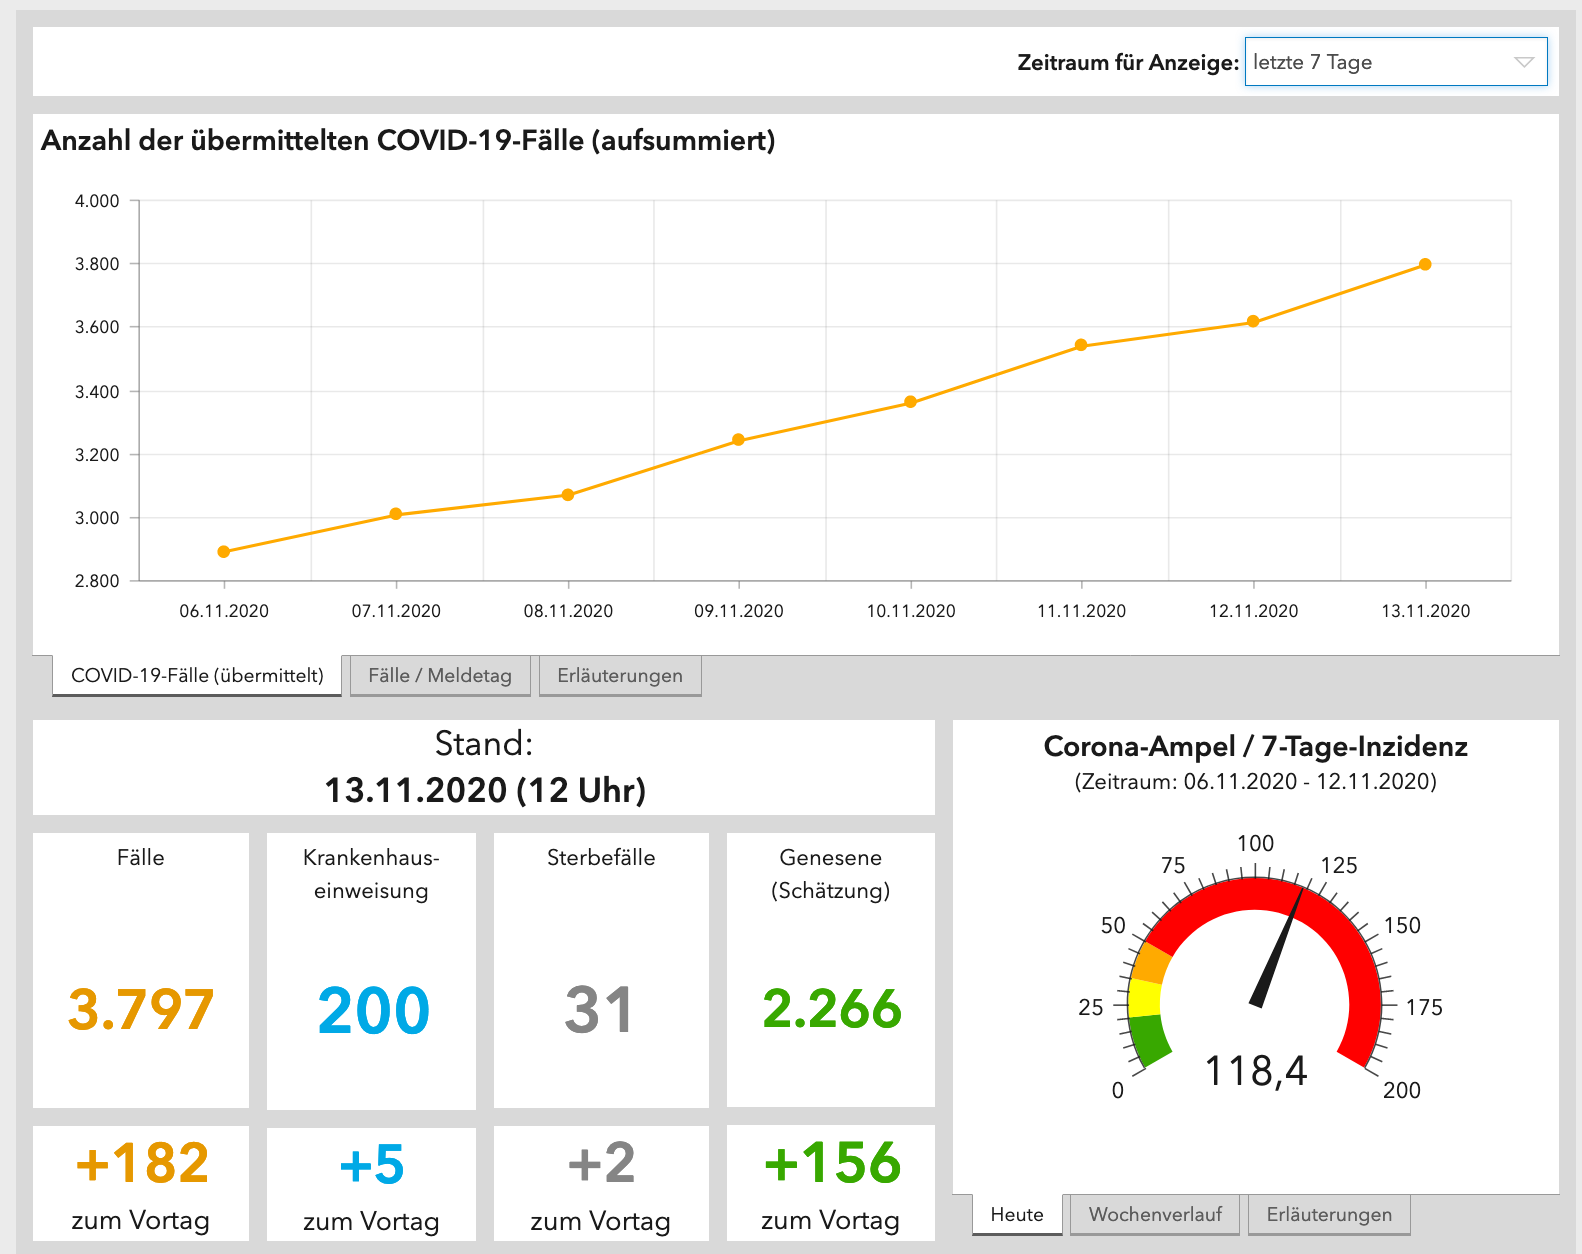 Zeitraum für Anzeige: letzte 7 Tage
Anzahl der übermittelten COVID-19-Fälle (aufsummiert)
4.000
3.800
3.600
3.400
3.200
3.000
2.800
06.11.2020 07.11.2020 08.11.2020 09.11.2020 10.11.2020 11.11.2020 12.11.2020 13.11.2020
COVID-19-Fälle (übermittelt) Fälle / Meldetag Erläuterungen
Stand:
13.11.2020 (12 Uhr)
Fälle
3.797
+182
zum Vortag
Krankenhaus-
einweisung
200
+5
zum Vortag
Sterbefälle
31
+2
zum Vortag
Genesene
(Schätzung)
2.266
+156
zum Vortag
Corona-Ampel / 7-Tage-Inzidenz
(Zeitraum: 06.11.2020 - 12.11.2020)
0
25
50
75
100
125
150
175
200
118,4
Heute Wochenverlauf Erläuterungen